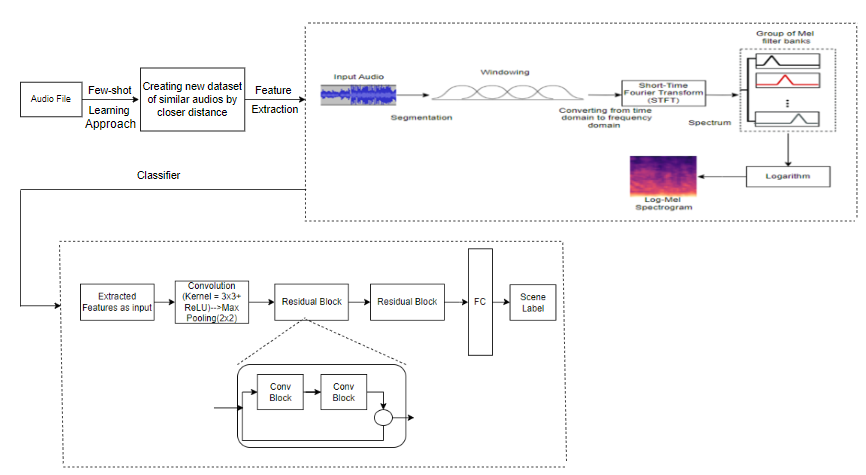 Audio File
Few-shot
Learning
Approach
Creating new dataset
of similar audios by
closer distance
Feature
Extraction
Input Audio
Segmentation
Windowing
Converting from time
domain to frequency
domain
Short-Time
Fourier Transform
(STFT)
Spectrum
Group of Mel
filter banks
Logarithm
Log-Mel
Spectrogram
Classifier
Extracted
Features as input
Convolution
(Kernel = 3x3+
ReLU)-->Max
Pooling(2x2)
Residual Block
Residual Block
FC
Scene
Label
Conv
Block
Conv
Block